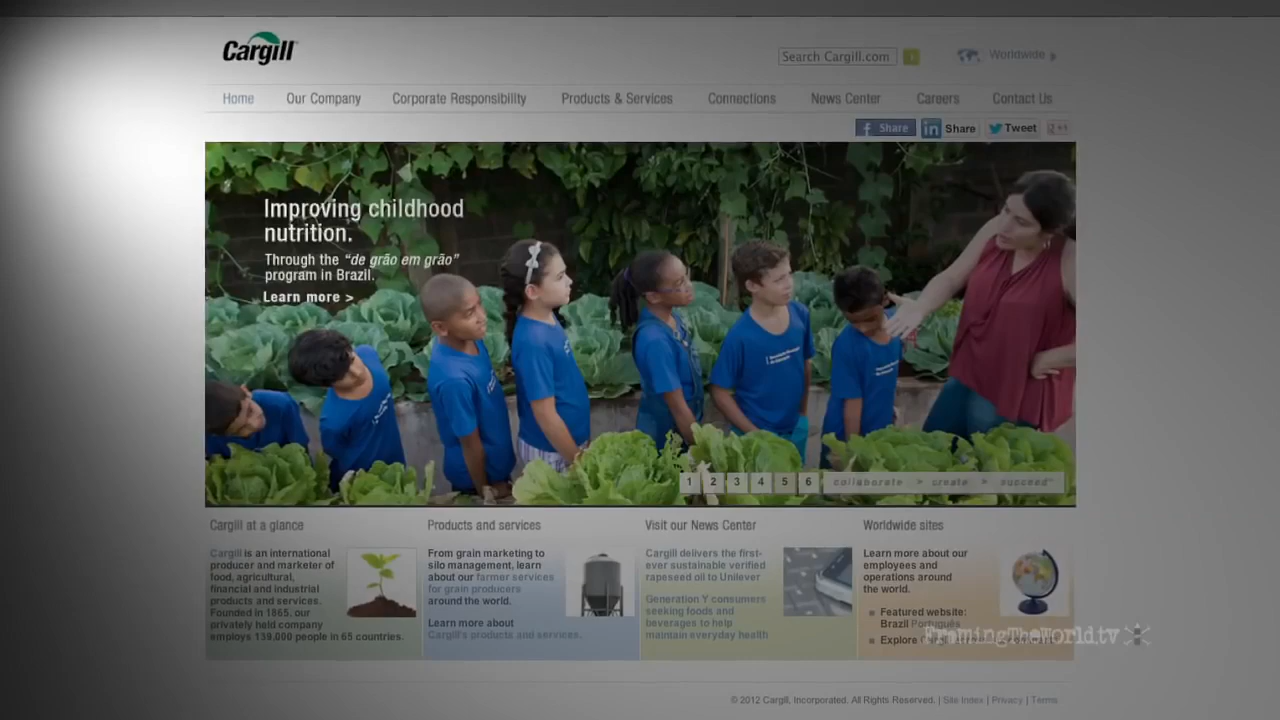 Cargill
Search Cargill.com
Worldwide
Home
Our Company
Corporate Responsibility
Products & Services
Connections
News Center
Careers
Contact Us
Share
Share
Tweet
Improving childhood
nutrition.
Through the “de grão em grão”
program in Brazil.
Learn more >
1 2 3 4 5 6
collaborate > create > succeed™
Cargill at a glance
Cargill is an international
producer and marketer of
food, agricultural,
financial and industrial
products and services.
Founded in 1865, our
privately held company
employs 139,000 people in 65 countries.
Products and services
From grain marketing to
silo management, learn
about our farmer services
for grain producers
around the world.
Learn more about
Cargill's products and services.
Visit our News Center
Cargill delivers the first-
ever sustainable verified
rapeseed oil to Unilever
Generation Y consumers
seeking foods and
beverages to help
maintain everyday health
Worldwide sites
Learn more about our
employees and
operations around
the world.
Featured website:
Brazil Português
Explore
FramingTheWorld.tv
© 2012 Cargill, Incorporated. All Rights Reserved. | Site Index | Privacy | Terms